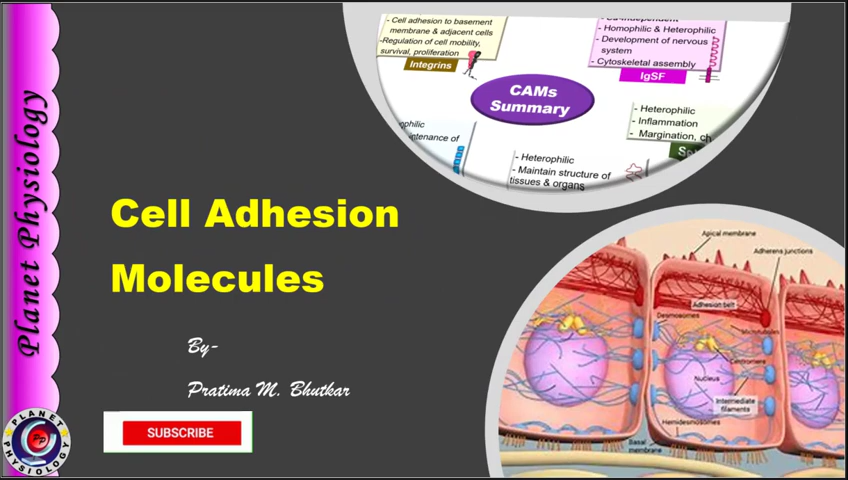 Planet Physiology
Cell Adhesion
Molecules
By-
Pratima M. Bhutkar
SUBSCRIBE
PLANET PHYSIOLOGY
PP
- Cell adhesion to basement
membrane & adjacent cells
-Regulation of cell mobility,
survival, proliferation
Integrins
- Homophilic & Heterophilic
- Development of nervous
system
- Cytoskeletal assembly
IgSF
CAMs
Summary
- Heterophilic
- Inflammation
- Margination, ch
- Heterophilic
- Maintain structure of
tissues & organs
Apical membrane
Adherens junctions
Adhesion belt
Desmosomes
Microtubules
Centromere
Nucleus
Intermediate
filaments
Hemidesmosomes
Basal
membrane